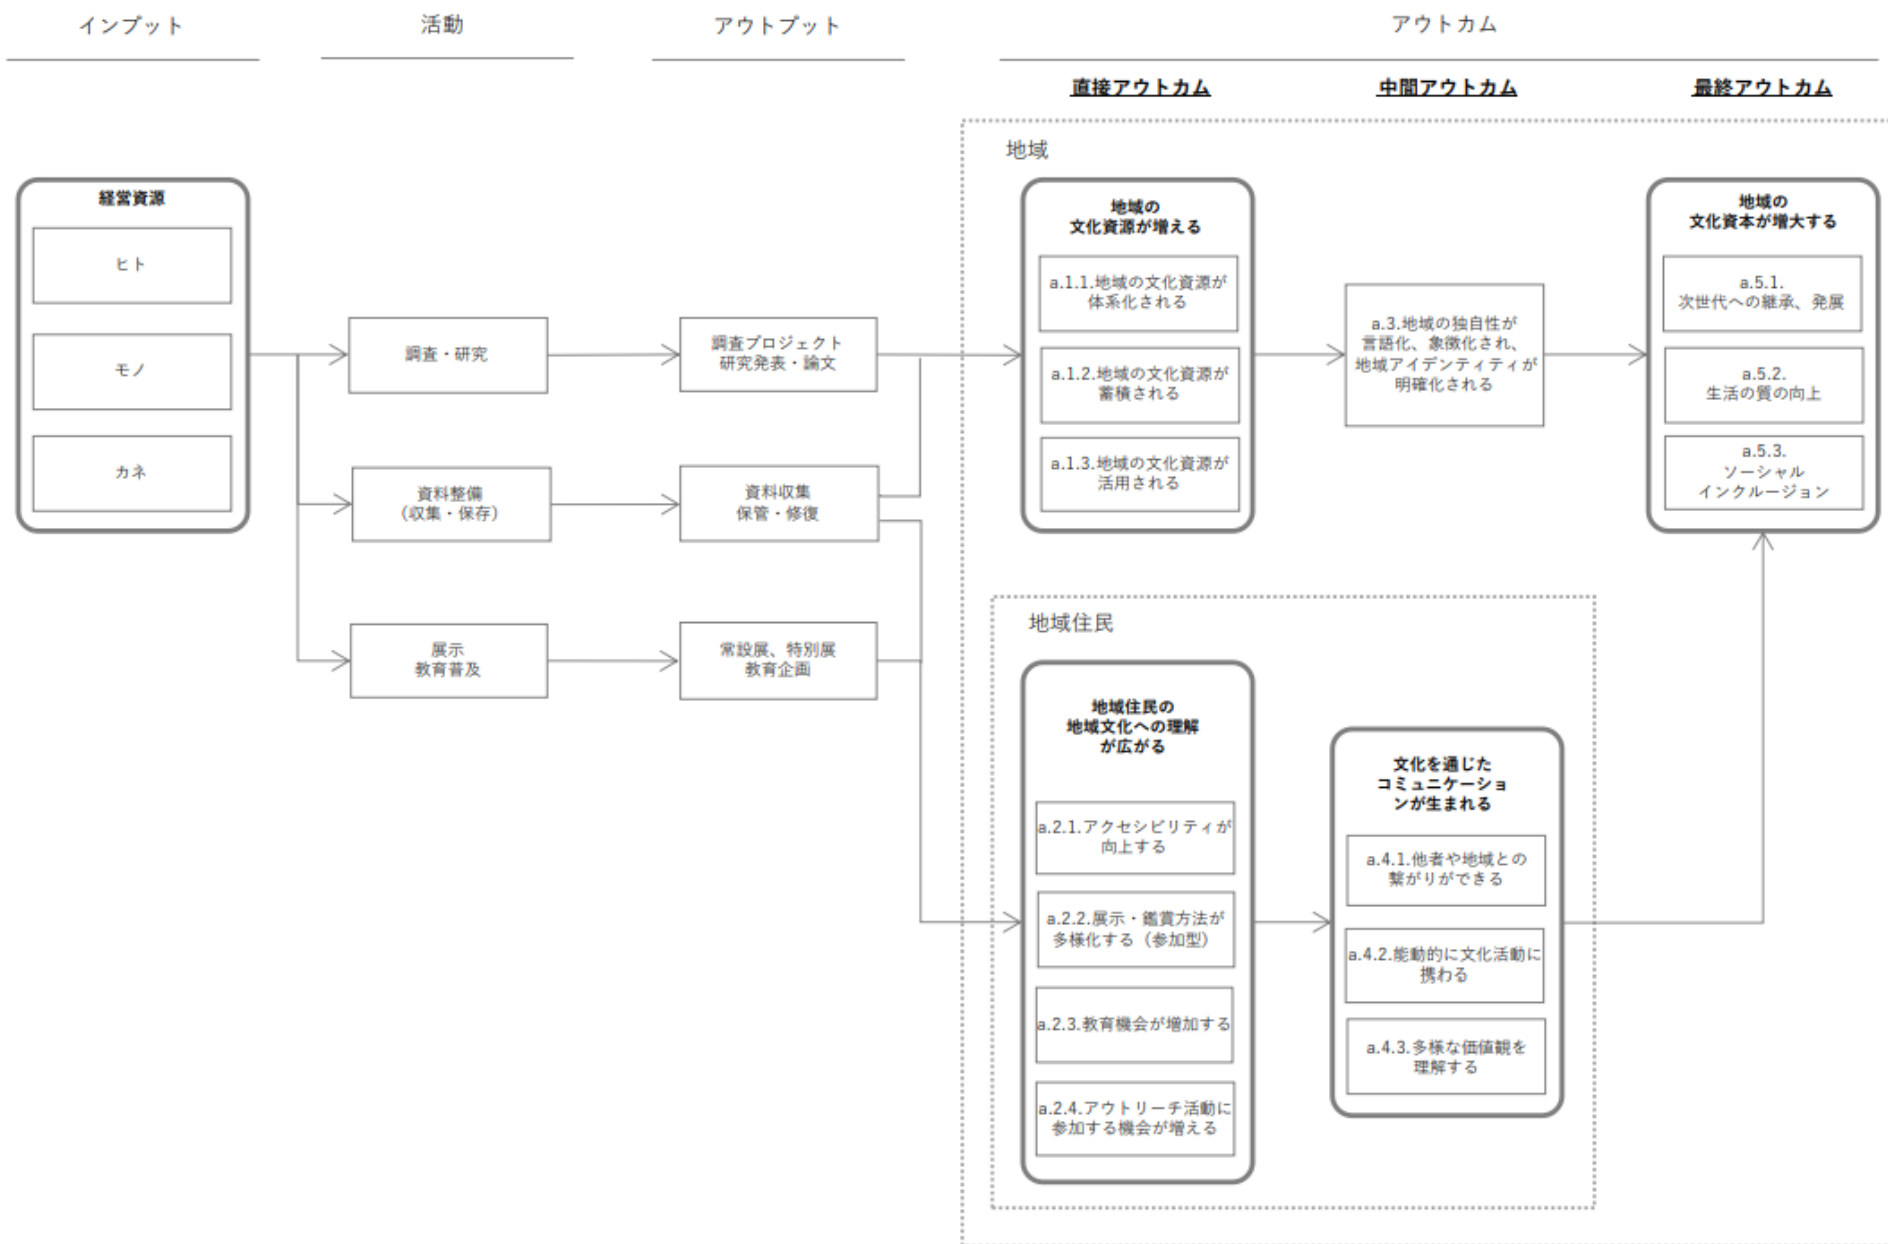 インプット
活動
アウトプット
アウトカム
直接アウトカム
中間アウトカム
最終アウトカム
地域
経営資源
ヒト
モノ
カネ
調査・研究
資料整備
（収集・保存）
展示
教育普及
調査プロジェクト
研究発表・論文
資料収集
保管・修復
常設展、特別展
教育企画
地域の
文化資源が増える
a.1.1.地域の文化資源が
体系化される
a.1.2.地域の文化資源が
蓄積される
a.1.3.地域の文化資源が
活用される
a.3.地域の独自性が
言語化、象徴化され、
地域アイデンティティが
明確化される
地域の
文化資本が増大する
a.5.1.
次世代への継承、発展
a.5.2.
生活の質の向上
a.5.3.
ソーシャル
インクルージョン
地域住民
地域住民の
地域文化への理解
が広がる
a.2.1.アクセシビリティが
向上する
a.2.2.展示・鑑賞方法が
多様化する（参加型）
a.2.3.教育機会が増加する
a.2.4.アウトリーチ活動に
参加する機会が増える
文化を通じた
コミュニケーショ
ンが生まれる
a.4.1.他者や地域との
繋がりができる
a.4.2.能動的に文化活動に
携わる
a.4.3.多様な価値観を
理解する